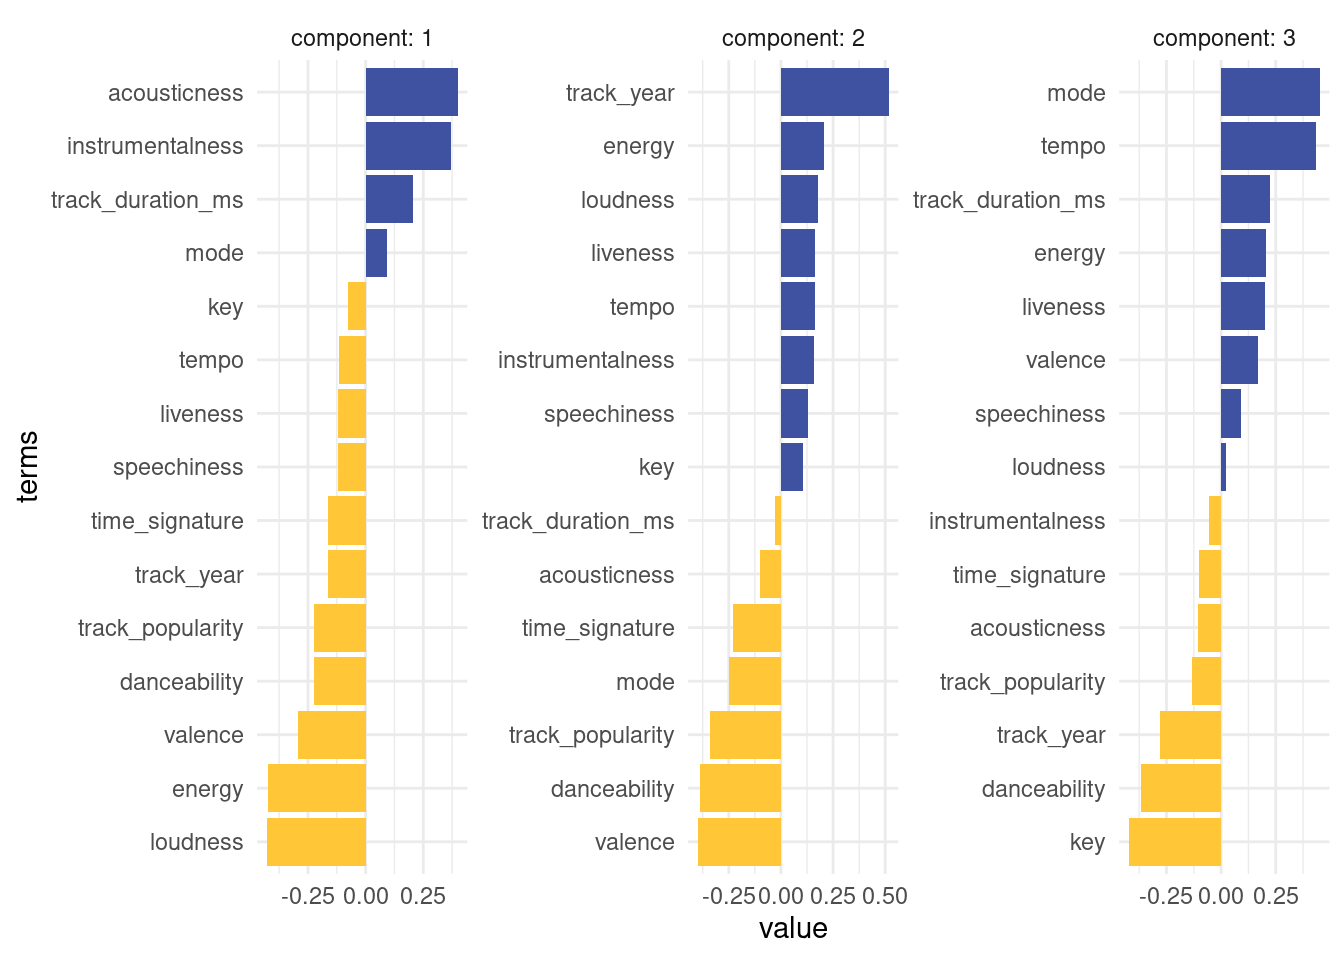 component: 1
acousticness
instrumentalness
track_duration_ms
mode
key
tempo
liveness
speechiness
time_signature
track_year
track_popularity
danceability
valence
energy
loudness
-0.25 0.00 0.25
component: 2
track_year
energy
loudness
liveness
tempo
instrumentalness
speechiness
key
track_duration_ms
acousticness
time_signature
mode
track_popularity
danceability
valence
-0.25 0.00 0.25 0.50
component: 3
mode
tempo
track_duration_ms
energy
liveness
valence
speechiness
loudness
instrumentalness
time_signature
acousticness
track_popularity
track_year
danceability
key
-0.25 0.00 0.25
terms
value